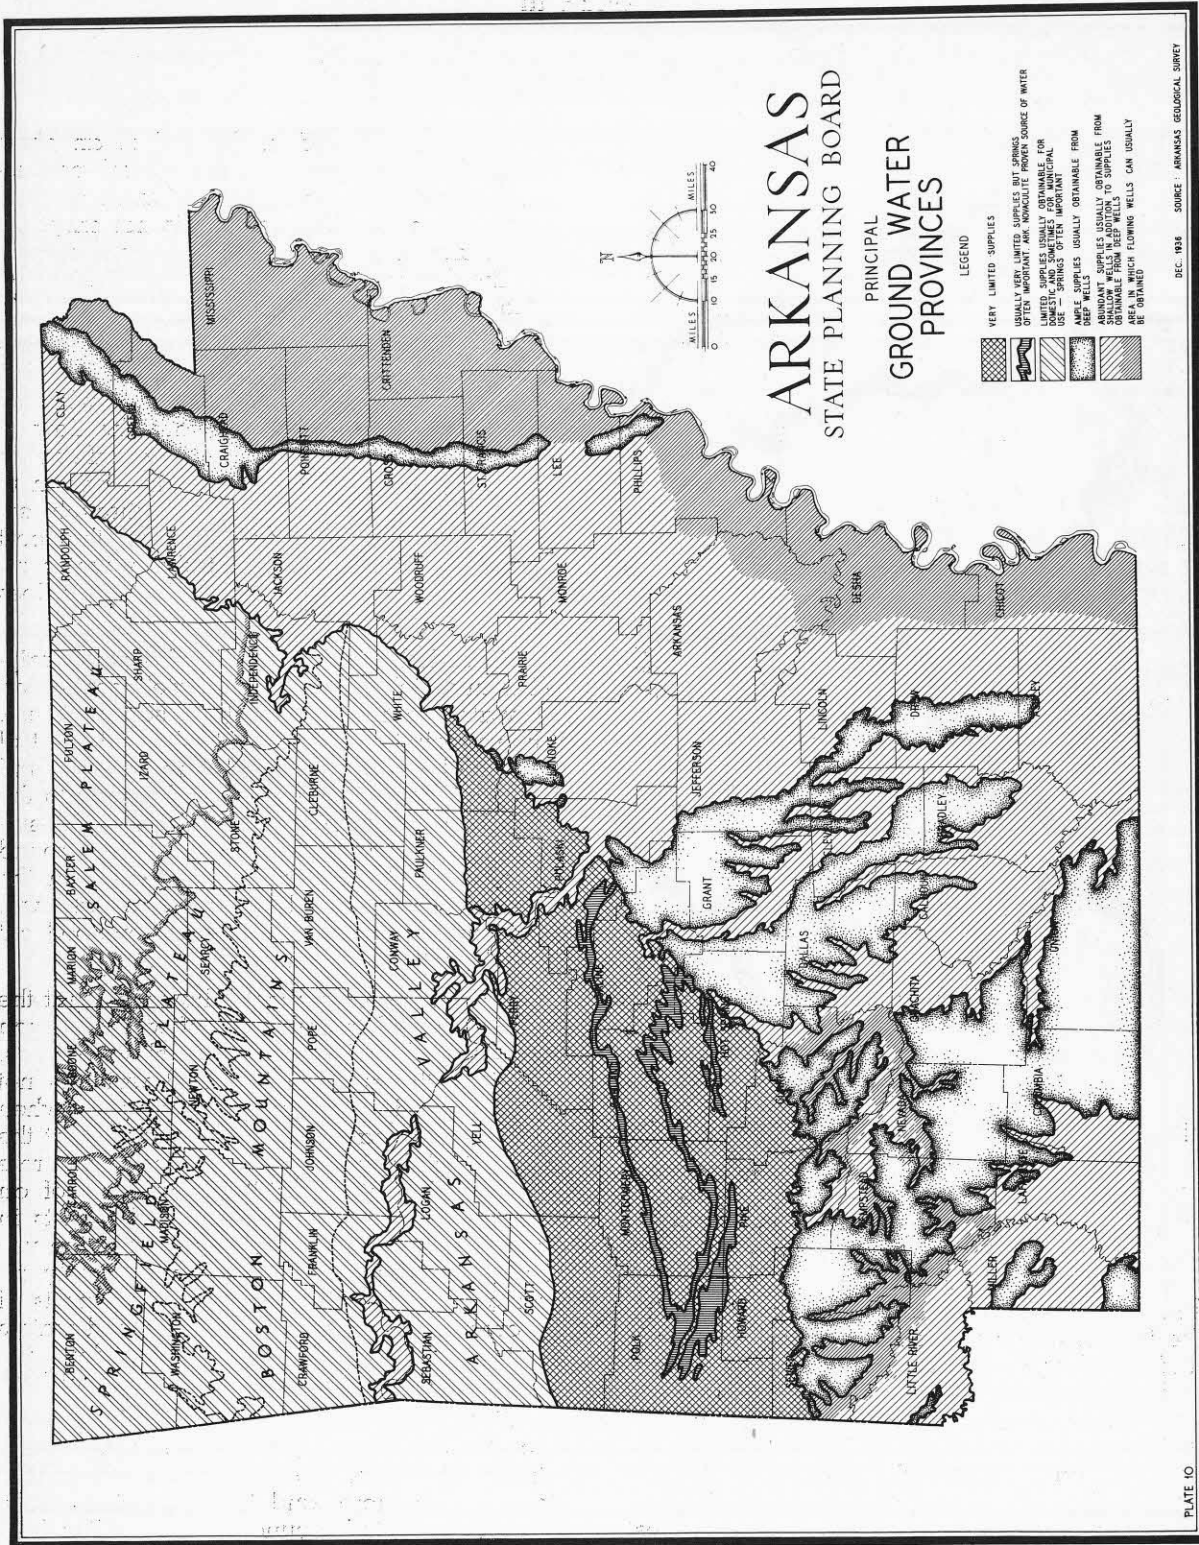 ARKANSAS
STATE PLANNING BOARD
PRINCIPAL
GROUND WATER
PROVINCES
LEGEND
VERY LIMITED SUPPLIES
USUALLY VERY LIMITED SUPPLIES BUT SPRINGS
OFTEN IMPORTANT. ARK. NOVACULITE PROVEN SOURCE OF WATER
LIMITED SUPPLIES USUALLY OBTAINABLE FOR
DOMESTIC AND SOMETIMES FOR MUNICIPAL
USE — SPRINGS OFTEN IMPORTANT
AMPLE SUPPLIES USUALLY OBTAINABLE FROM
DEEP WELLS
ABUNDANT SUPPLIES USUALLY OBTAINABLE FROM
SHALLOW WELLS IN ADDITION TO SUPPLIES
OBTAINABLE FROM DEEP WELLS
AREA IN WHICH FLOWING WELLS CAN USUALLY
BE OBTAINED
N
MILES MILES
0 10 15 20 25 30 40
DEC. 1936 SOURCE: ARKANSAS GEOLOGICAL SURVEY
PLATE 10
SPRINGFIELD PLATEAU
SALEM PLATEAU
BOSTON MOUNTAINS
ARKANSAS VALLEY
BENTON
CARROLL
BOONE
MARION
BAXTER
FULTON
RANDOLPH
CLAY
WASHINGTON
MADISON
NEWTON
SEARCY
STONE
IZARD
SHARP
LAWRENCE
CRAIGHEAD
MISSISSIPPI
CRAWFORD
FRANKLIN
JOHNSON
POPE
VAN BUREN
CLEBURNE
INDEPENDENCE
JACKSON
POINSETT
SEBASTIAN
LOGAN
CONWAY
FAULKNER
WHITE
WOODRUFF
CROSS
CRITTENDEN
SCOTT
YELL
PERRY
PULASKI
LONOKE
PRAIRIE
MONROE
ST. FRANCIS
LEE
POLK
MONTGOMERY
JEFFERSON
ARKANSAS
PHILLIPS
HOWARD
PIKE
GRANT
DALLAS
LINCOLN
DESHA
LITTLE RIVER
HEMPSTEAD
OUACHITA
CALHOUN
BRADLEY
DREW
CHICOT
MILLER
COLUMBIA